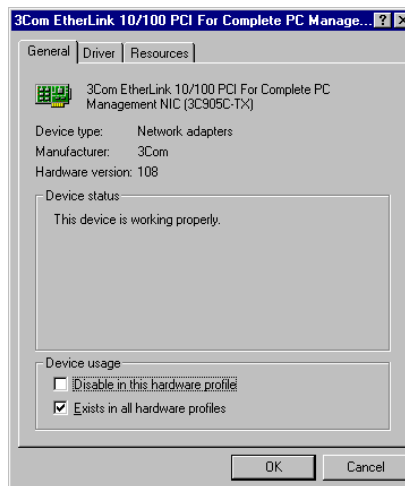 3Com EtherLink 10/100 PCI For Complete PC Manage...
General Driver Resources
3Com EtherLink 10/100 PCI For Complete PC
Management NIC (3C905C-TX)
Device type: Network adapters
Manufacturer: 3Com
Hardware version: 108
Device status
This device is working properly.
Device usage
Disable in this hardware profile
Exists in all hardware profiles
OK Cancel